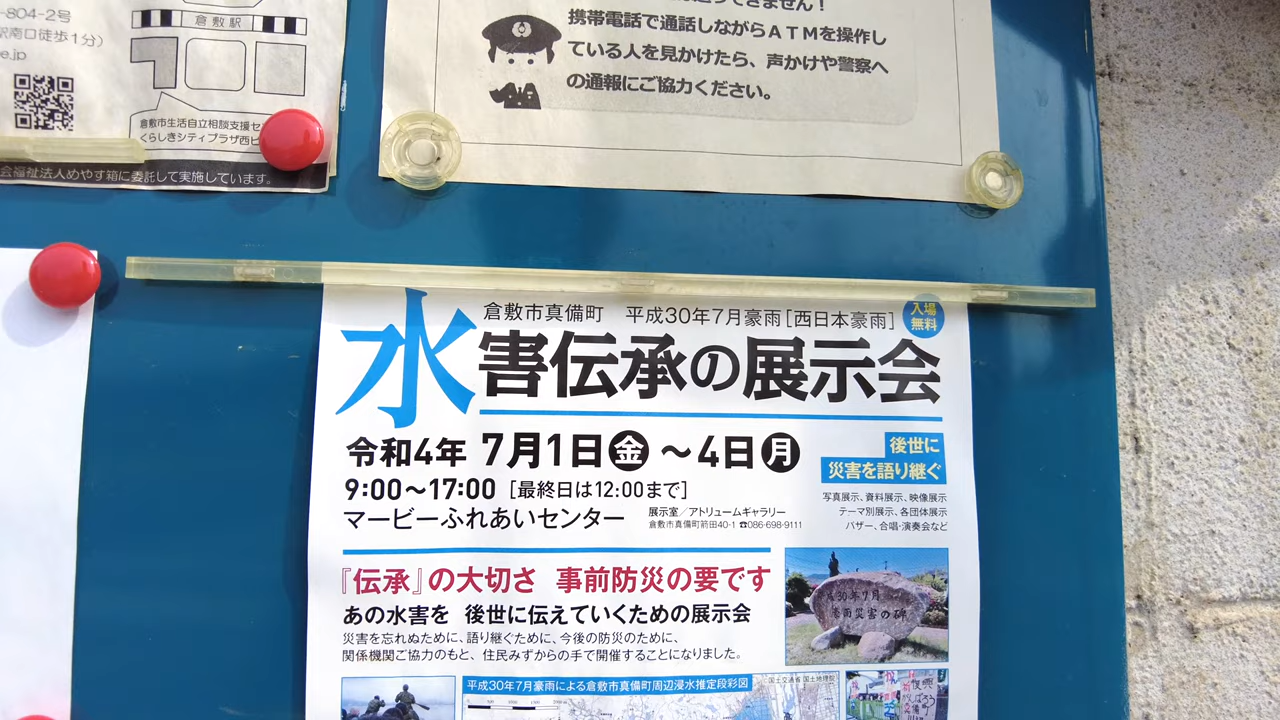 -804-2号
駅南口徒歩1分）
e.jp
倉敷駅
倉敷市生活自立相談支援セ
くらしきシティプラザ西ビ
会福祉法人めやす箱に委託して実施しています。
携帯電話で通話しながらＡＴＭを操作し
ている人を見かけたら、声かけや警察へ
の通報にご協力ください。
倉敷市真備町　平成30年7月豪雨［西日本豪雨］
入場
無料
水害伝承の展示会
令和4年 7月1日金～4日月
9:00～17:00 ［最終日は12:00まで］
マービーふれあいセンター
展示室／アトリュームギャラリー
倉敷市真備町箭田40-1 ☎086-698-9111
後世に
災害を語り継ぐ
写真展示、資料展示、映像展示
テーマ別展示、各団体展示
バザー、合唱・演奏会など
『伝承』の大切さ　事前防災の要です
あの水害を　後世に伝えていくための展示会
災害を忘れぬために、語り継ぐために、今後の防災のために、
関係機関ご協力のもと、住民みずからの手で開催することになりました。
平成30年7月
豪雨災害の碑
平成30年7月豪雨による倉敷市真備町周辺浸水推定段彩図
国土交通省 国土地理院